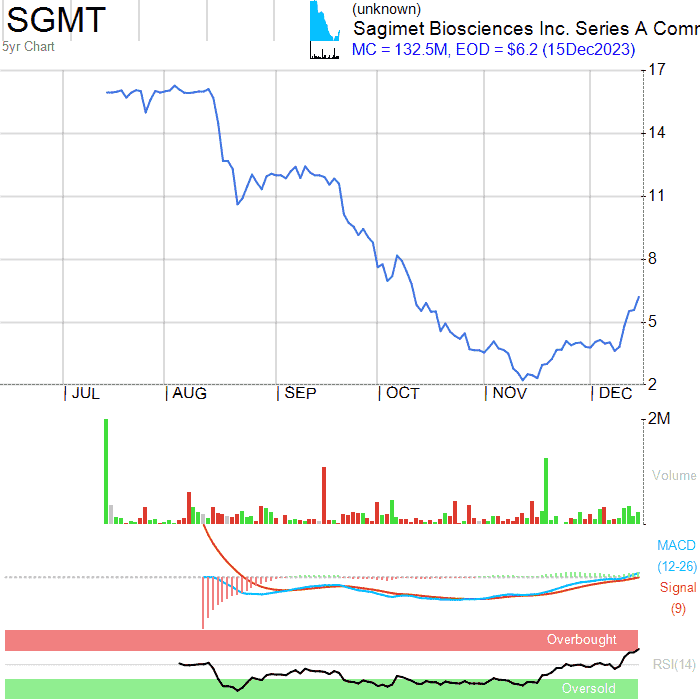 SGMT
5yr Chart
(unknown)
Sagimet Biosciences Inc. Series A Comm
MC = 132.5M, EOD = $6.2 (15Dec2023)
17
14
11
8
5
2
JUL AUG SEP OCT NOV DEC
2M
Volume
MACD
(12-26)
Signal
(9)
Overbought
RSI(14)
Oversold